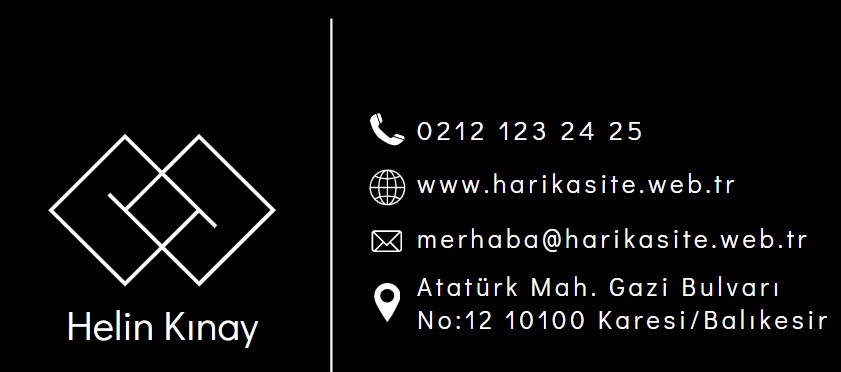 Helin Kınay
0212 123 24 25
www.harikasite.web.tr
merhaba@harikasite.web.tr
Atatürk Mah. Gazi Bulvarı
No:12 10100 Karesi/Balıkesir